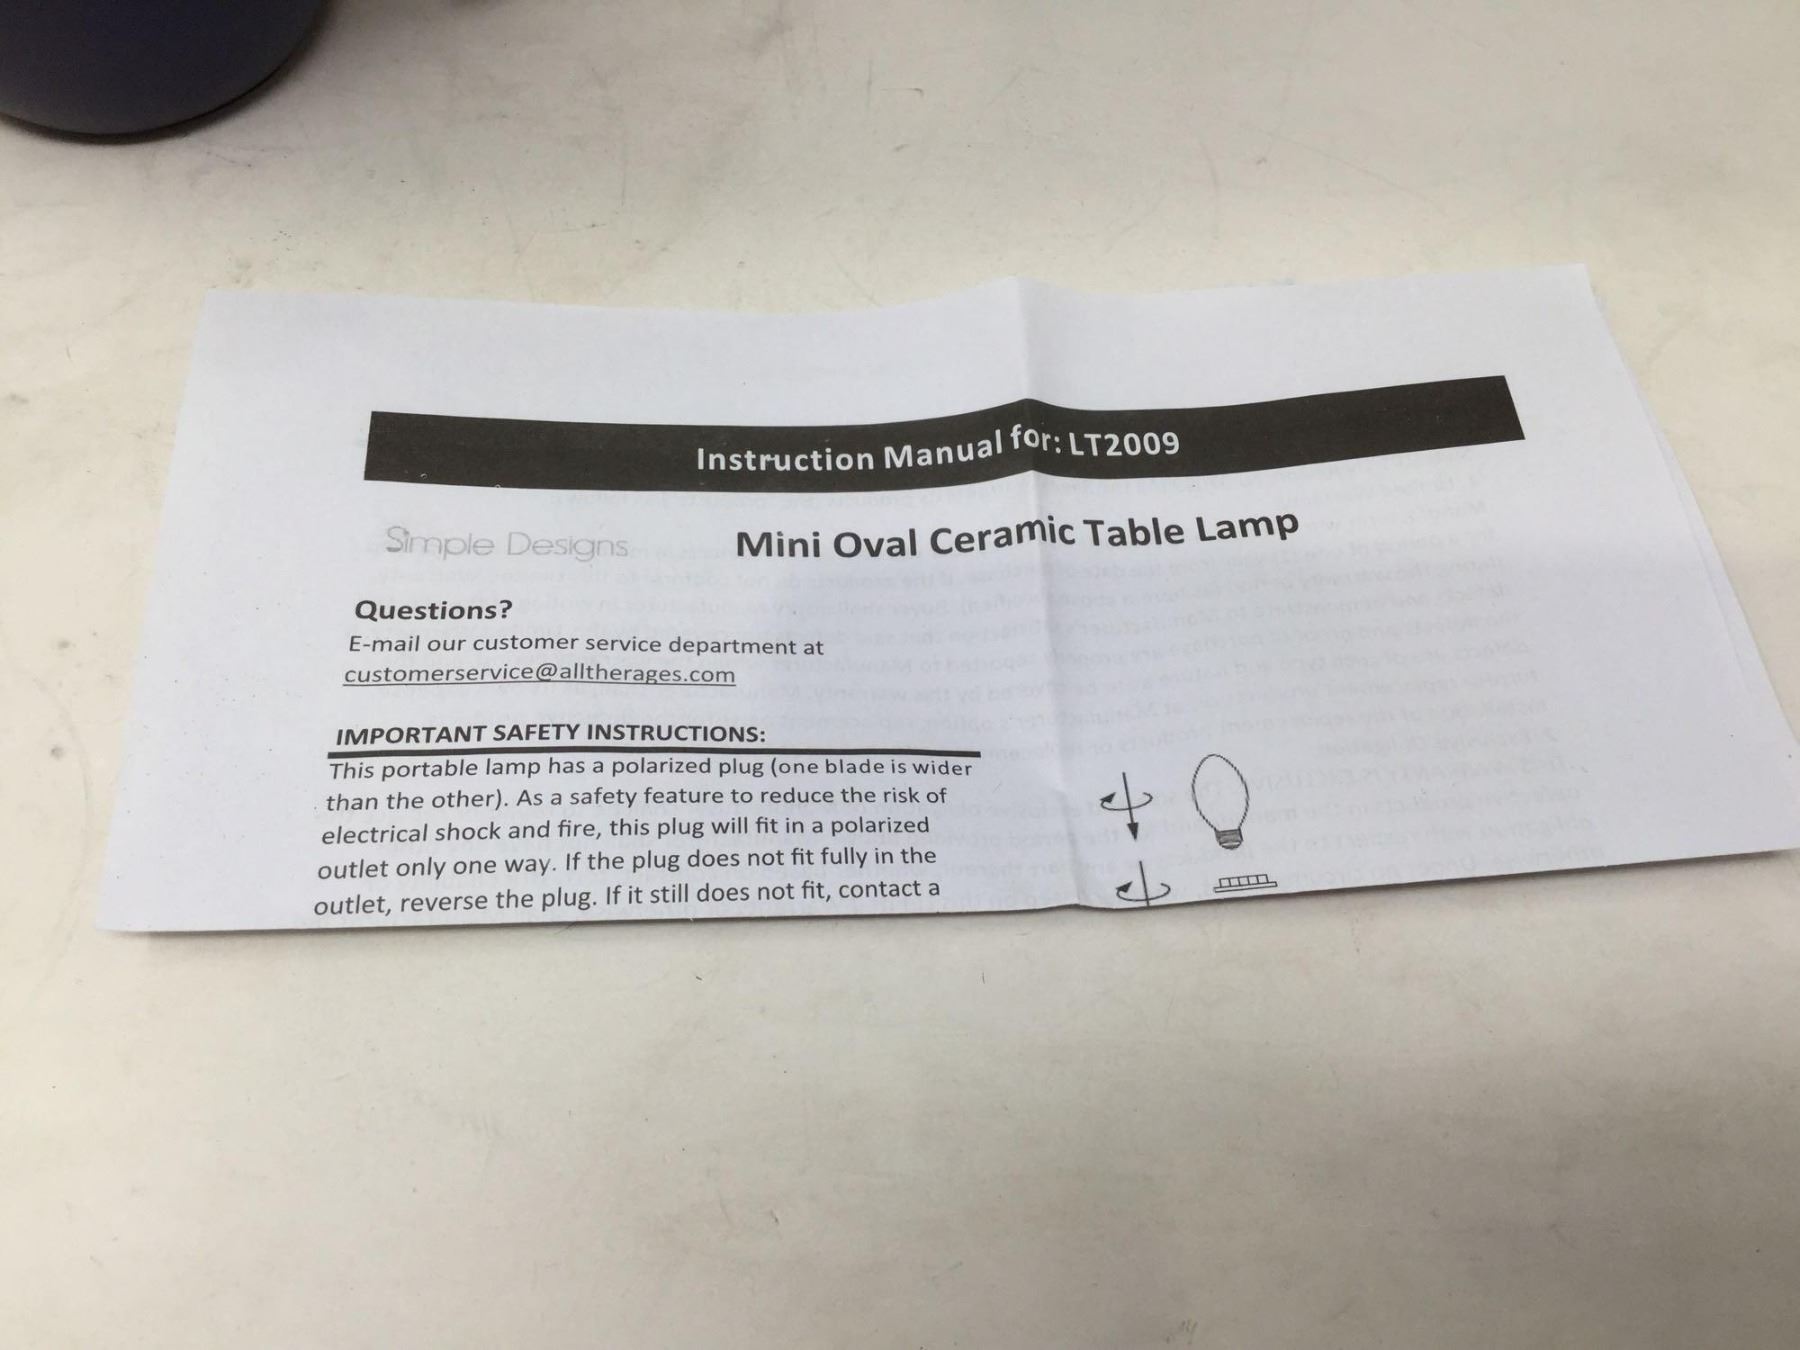 Instruction Manual for: LT2009
Simple Designs
Mini Oval Ceramic Table Lamp
Questions?
E-mail our customer service department at
customerservice@alltherages.com
IMPORTANT SAFETY INSTRUCTIONS:
This portable lamp has a polarized plug (one blade is wider
than the other). As a safety feature to reduce the risk of
electrical shock and fire, this plug will fit in a polarized
outlet only one way. If the plug does not fit fully in the
outlet, reverse the plug. If it still does not fit, contact a